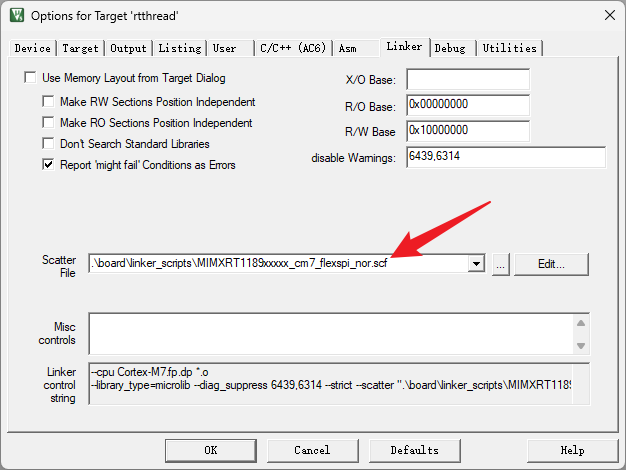 Options for Target 'rtthread'
Device Target Output Listing User C/C++ (AC6) Asm Linker Debug Utilities
Use Memory Layout from Target Dialog
Make RW Sections Position Independent
Make RO Sections Position Independent
Don't Search Standard Libraries
Report 'might fail' Conditions as Errors
X/O Base:
R/O Base: 0x00000000
R/W Base 0x10000000
disable Warnings: 6439,6314
Scatter
File
.\board\linker_scripts\MIMXRT1189xxxxx_cm7_flexspi_nor.scf
... Edit...
Misc
controls
Linker
control
string
--cpu Cortex-M7.fp.dp *.o
--library_type=microlib --diag_suppress 6439,6314 --strict --scatter ".\board\linker_scripts\MIMXRT1189
OK Cancel Defaults Help